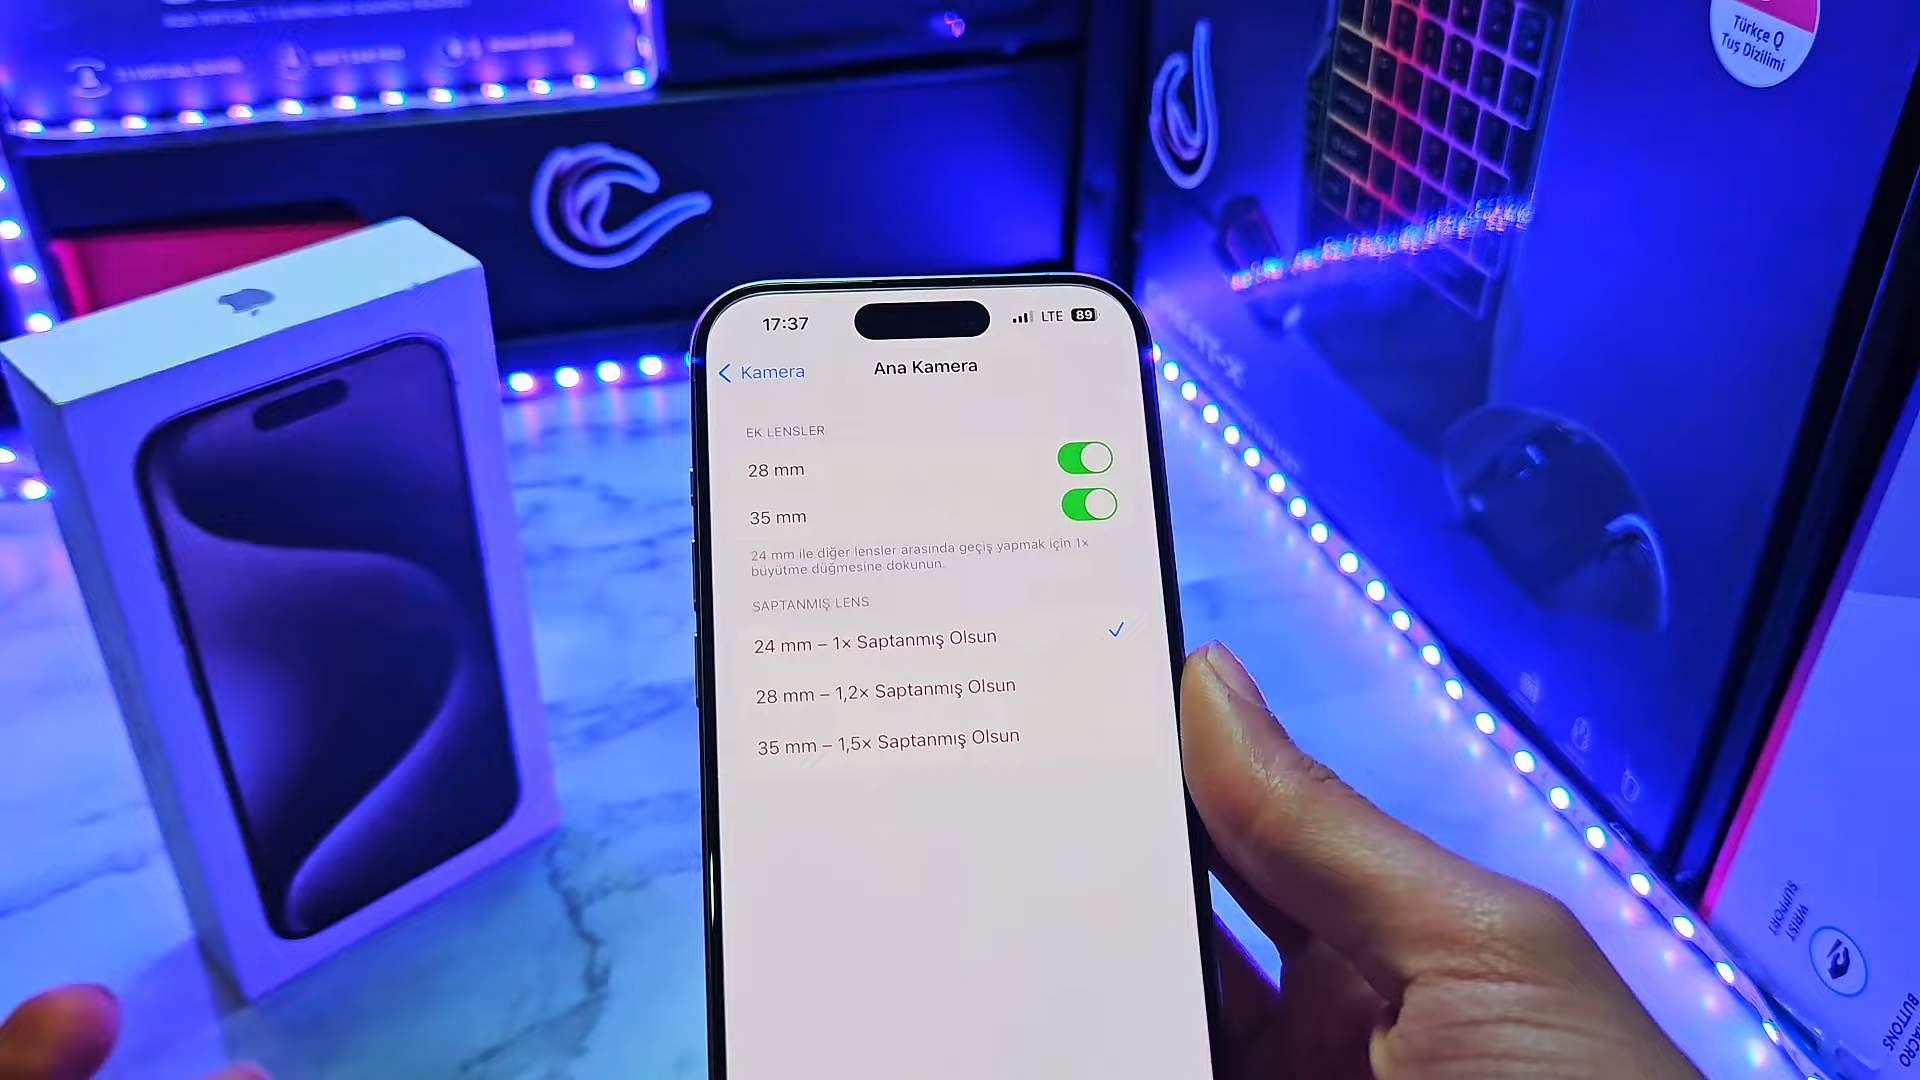 Türkçe Q
Tuş Dizilimi
17:37
LTE
89
Kamera
Ana Kamera
EK LENSLER
28 mm
35 mm
24 mm ile diğer lensler arasında geçiş yapmak için 1×
büyütme düğmesine dokunun.
SAPTANMIŞ LENS
24 mm – 1× Saptanmış Olsun
28 mm – 1,2× Saptanmış Olsun
35 mm – 1,5× Saptanmış Olsun
WRIST
SUPPORT
BUTTONS